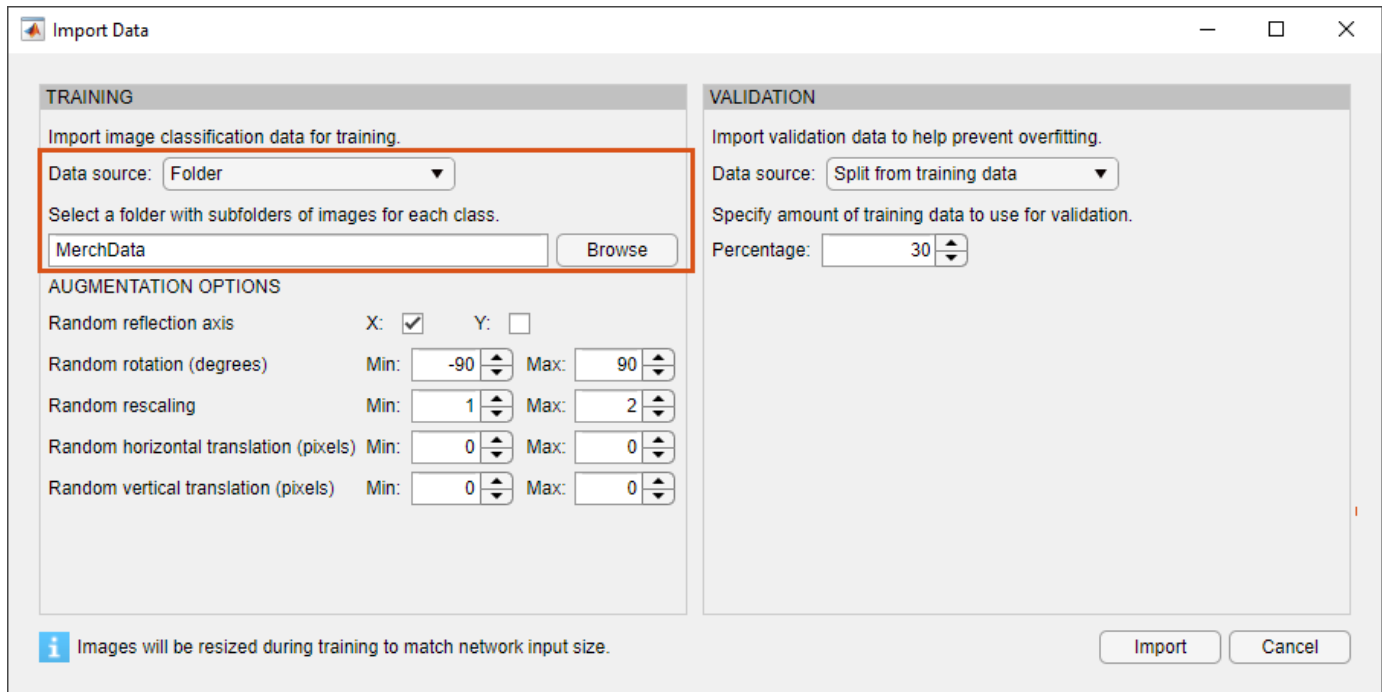 Import Data
TRAINING
Import image classification data for training.
Data source: Folder
Select a folder with subfolders of images for each class.
MerchData Browse
AUGMENTATION OPTIONS
Random reflection axis X: Y:
Random rotation (degrees) Min: -90 Max: 90
Random rescaling Min: 1 Max: 2
Random horizontal translation (pixels) Min: 0 Max: 0
Random vertical translation (pixels) Min: 0 Max: 0
VALIDATION
Import validation data to help prevent overfitting.
Data source: Split from training data
Specify amount of training data to use for validation.
Percentage: 30
Images will be resized during training to match network input size.
Import Cancel